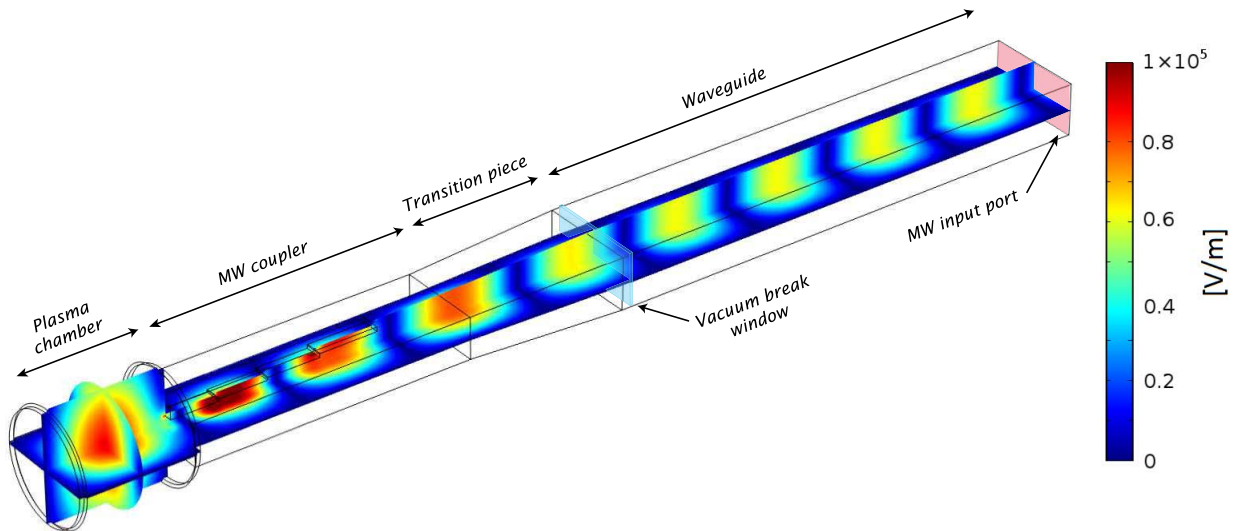 Waveguide
Transition piece
MW coupler
Plasma
chamber
MW input port
Vacuum break
window
1×10⁵
0.8
0.6
0.4
0.2
0
[V/m]